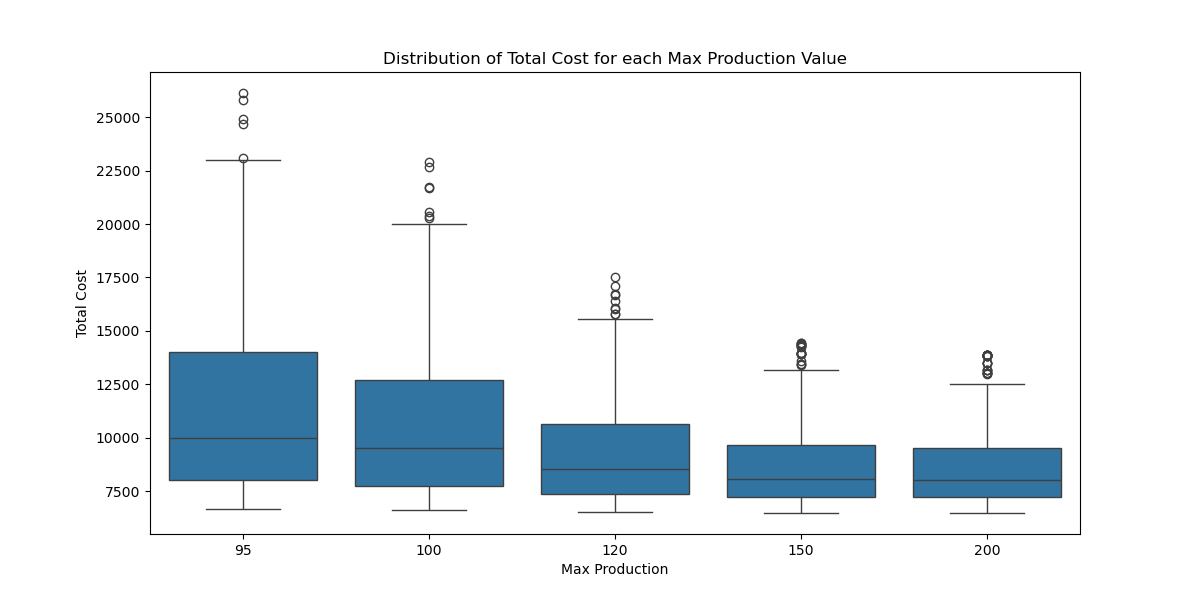 Distribution of Total Cost for each Max Production Value
Total Cost
25000
22500
20000
17500
15000
12500
10000
7500
95 100 120 150 200
Max Production